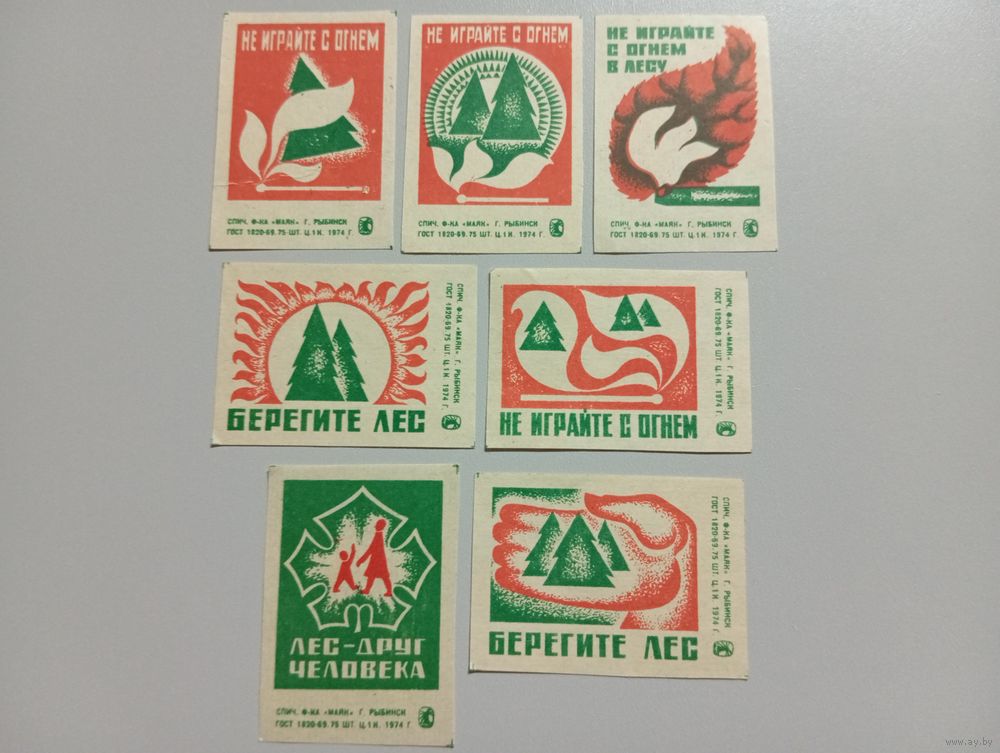 НЕ ИГРАЙТЕ С ОГНЕМ
СПИЧ. Ф-КА «МАЯК» Г. РЫБИНСК
ГОСТ 1820-69. 75 ШТ. Ц. 1 К. 1974 Г.
НЕ ИГРАЙТЕ С ОГНЕМ
СПИЧ. Ф-КА «МАЯК» Г. РЫБИНСК
ГОСТ 1820-69. 75 ШТ. Ц. 1 К. 1974 Г.
НЕ ИГРАЙТЕ
С ОГНЕМ
В ЛЕСУ
СПИЧ. Ф-КА «МАЯК» Г. РЫБИНСК
ГОСТ 1820-69. 75 ШТ. Ц. 1 К. 1974 Г.
БЕРЕГИТЕ ЛЕС
СПИЧ. Ф-КА «МАЯК» Г. РЫБИНСК
ГОСТ 1820-69. 75 ШТ. Ц. 1 К. 1974 Г.
НЕ ИГРАЙТЕ С ОГНЕМ
СПИЧ. Ф-КА «МАЯК» Г. РЫБИНСК
ГОСТ 1820-69. 75 ШТ. Ц. 1 К. 1974 Г.
ЛЕС-ДРУГ
ЧЕЛОВЕКА
СПИЧ. Ф-КА «МАЯК» Г. РЫБИНСК
ГОСТ 1820-69. 75 ШТ. Ц. 1 К. 1974 Г.
БЕРЕГИТЕ ЛЕС
СПИЧ. Ф-КА «МАЯК» Г. РЫБИНСК
ГОСТ 1820-69. 75 ШТ. Ц. 1 К. 1974 Г.
www.ay.by